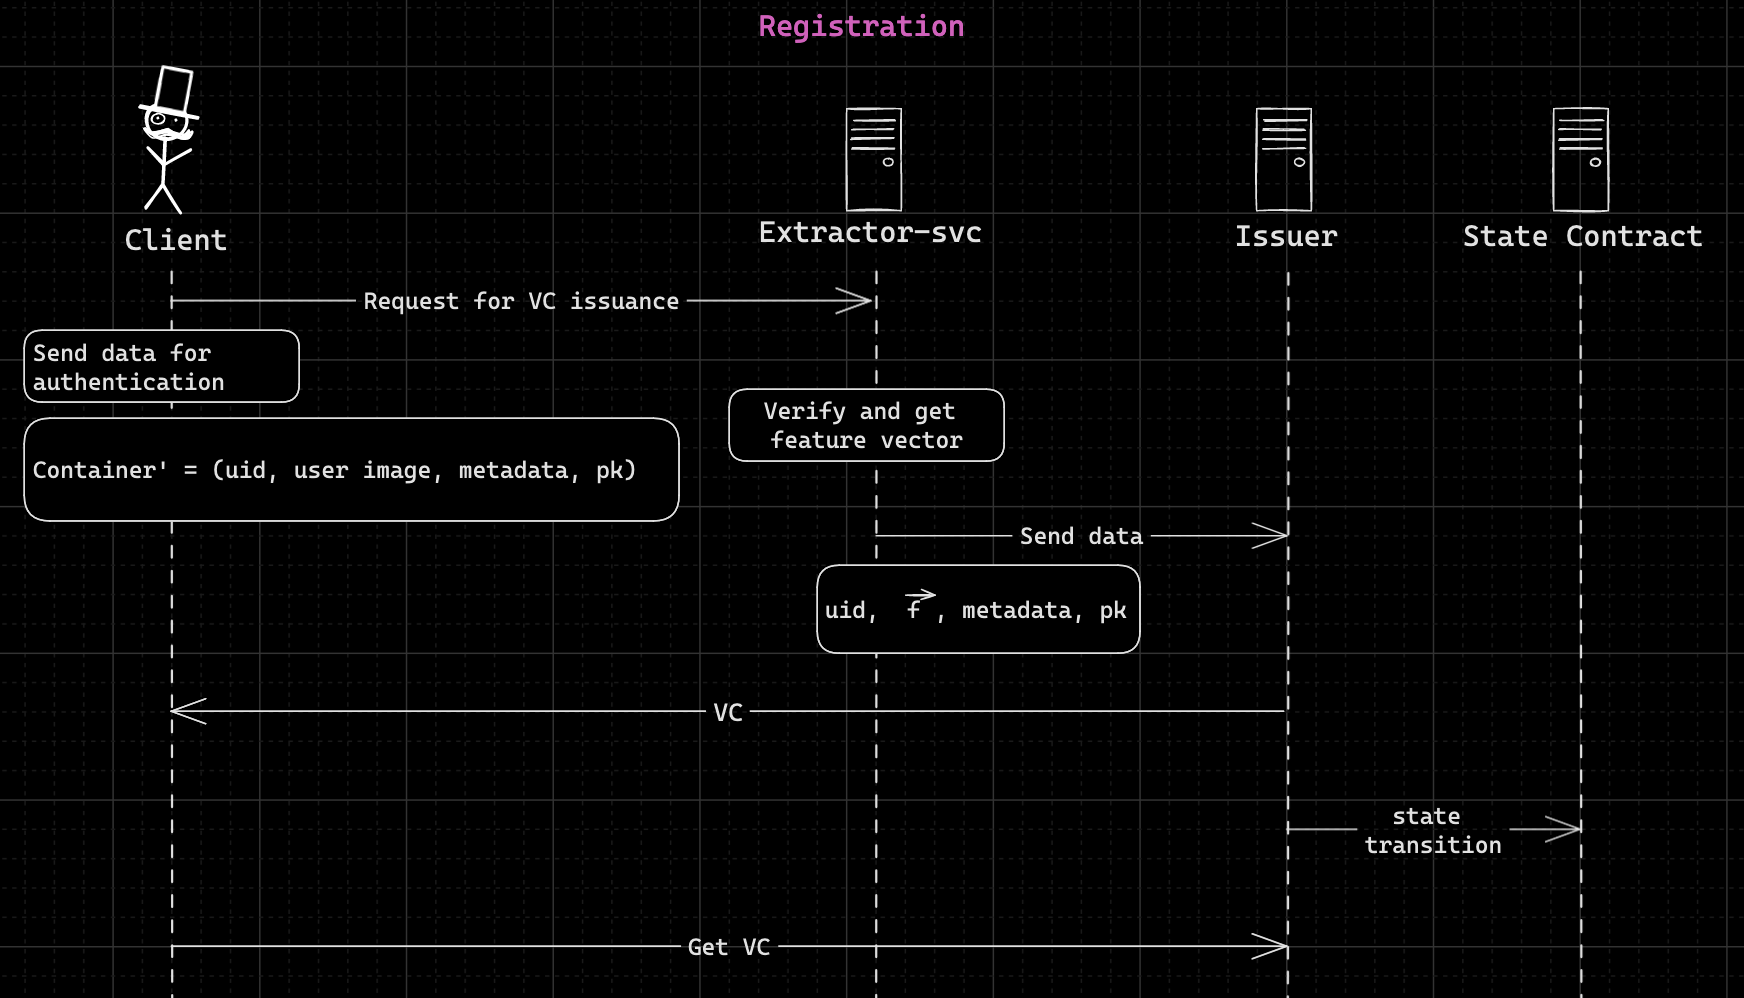 Registration
Client
Extractor-svc
Issuer
State Contract
Request for VC issuance
Send data for
authentication
Verify and get
feature vector
Container' = (uid, user image, metadata, pk)
Send data
uid, f, metadata, pk
VC
state
transition
Get VC